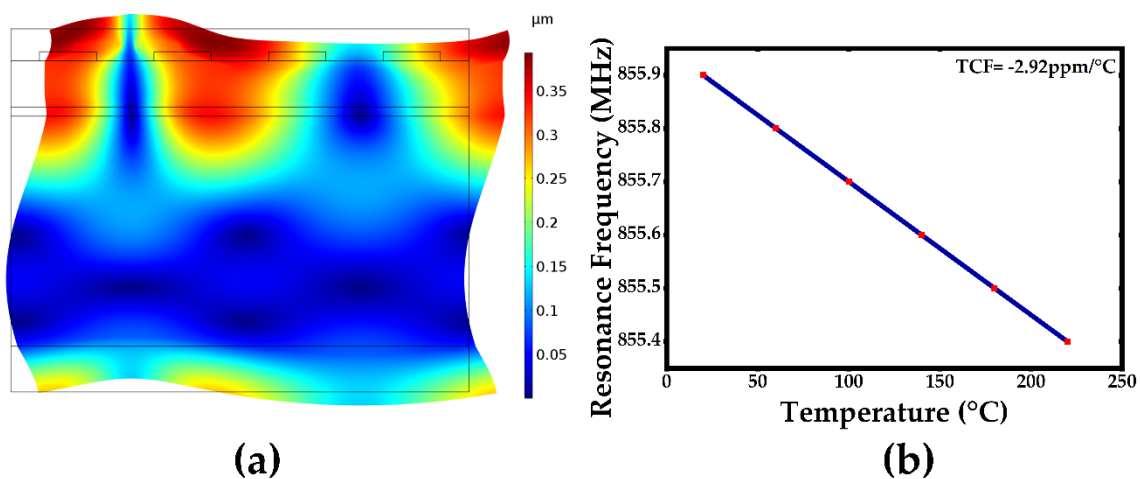 μm
0.35
0.3
0.25
0.2
0.15
0.1
0.05
(a)
TCF= -2.92ppm/°C
Resonance Frequency (MHz)
855.9
855.8
855.7
855.6
855.5
855.4
0 50 100 150 200 250
Temperature (°C)
(b)